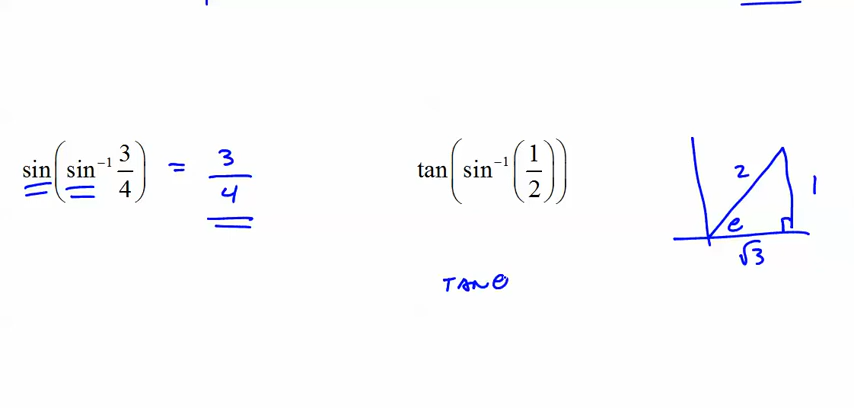 sin(sin⁻¹ 3/4) = 3/4
tan(sin⁻¹(1/2))
2
1
θ
√3
TANθ